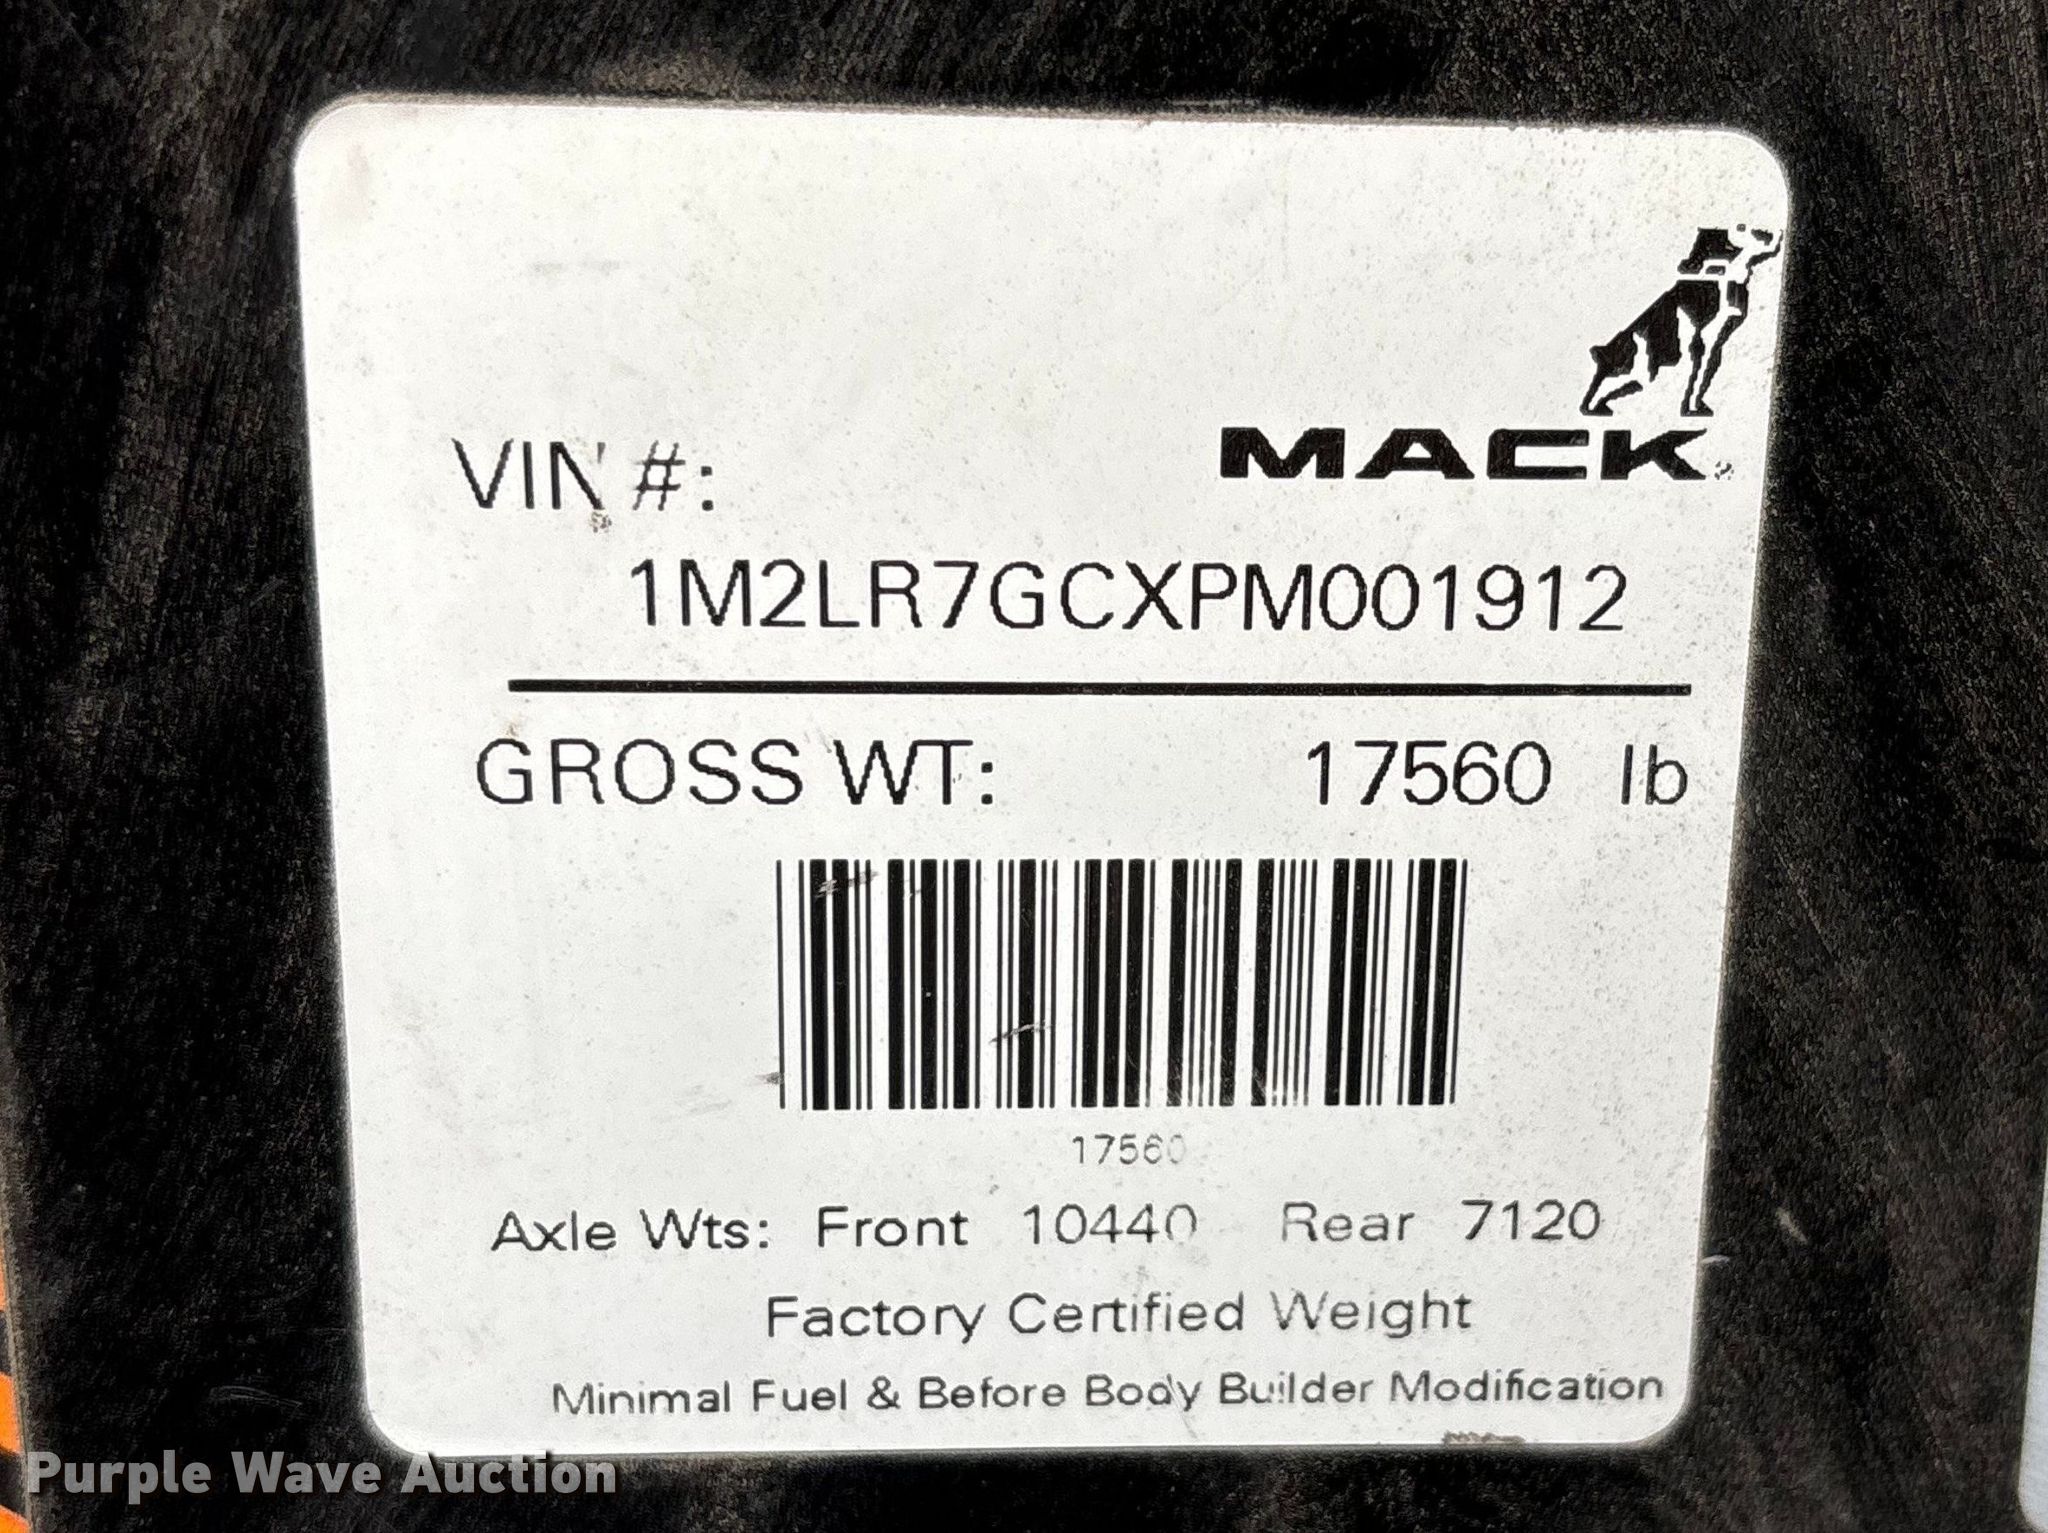 MACK
VIN #:
1M2LR7GCXPM001912
GROSS WT: 17560 lb
17560
Axle Wts: Front 10440 Rear 7120
Factory Certified Weight
Minimal Fuel & Before Body Builder Modification
Purple Wave Auction